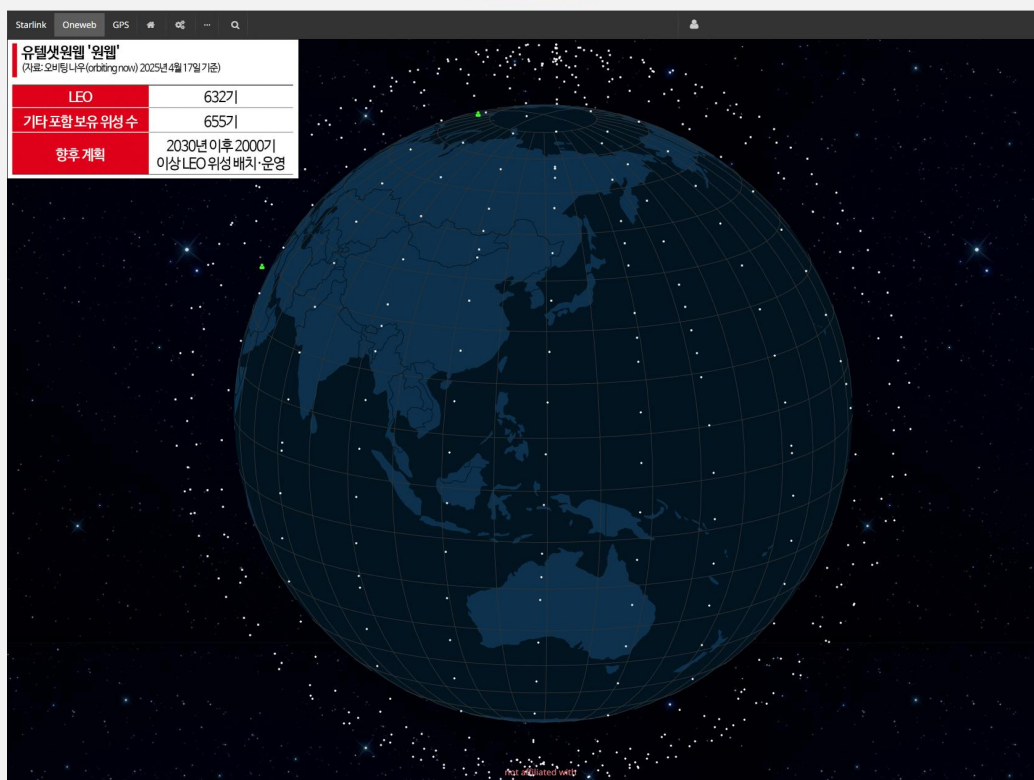 Starlink Oneweb GPS ...
유텔샛원웹 '원웹'
(자료: 오비팅나우(orbiting now) 2025년 4월 17일 기준)
LEO 632기
기타 포함 보유 위성 수 655기
향후 계획 2030년 이후 2000기
이상 LEO 위성 배치·운영
not affiliated with